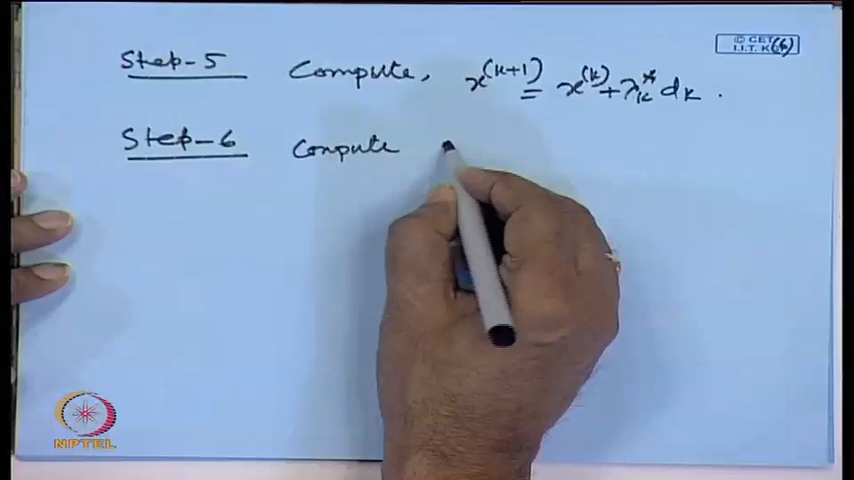 © CET
I.I.T. KGP
Step-5 Compute, x^(k+1) = x^(k) + λ_k^* d_k .
Step-6 Compute
NPTEL